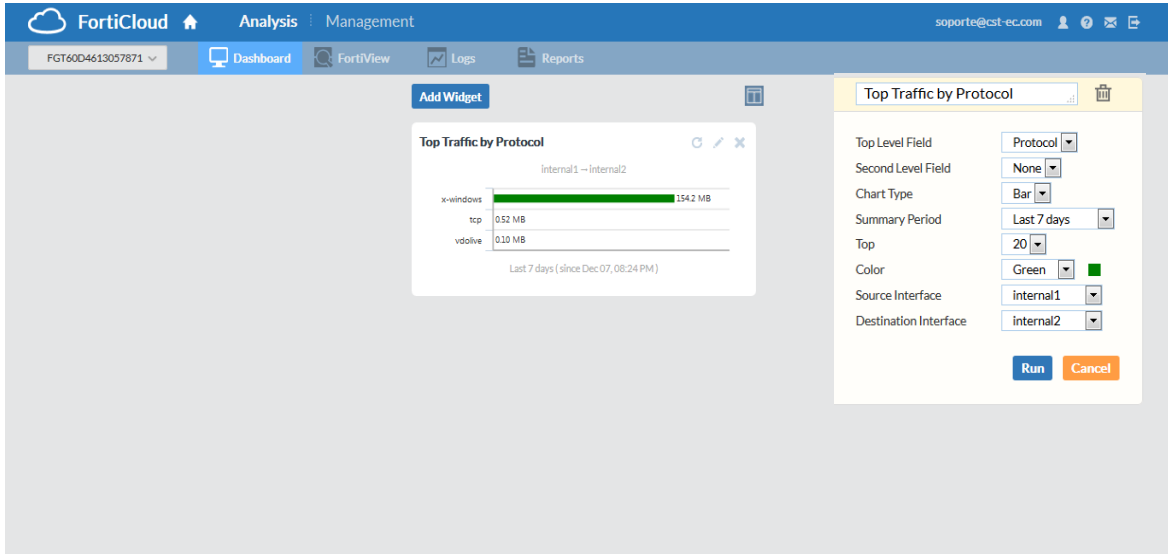 FortiCloud Analysis Management soporte@cst-ec.com
FGT60D4613057871 Dashboard FortiView Logs Reports
Add Widget
Top Traffic by Protocol
internal1 → internal2
x-windows 154.2 MB
tcp 0.52 MB
vdolive 0.10 MB
Last 7 days ( since Dec 07, 08:24 PM )
Top Traffic by Protocol
Top Level Field Protocol
Second Level Field None
Chart Type Bar
Summary Period Last 7 days
Top 20
Color Green
Source Interface internal1
Destination Interface internal2
Run Cancel